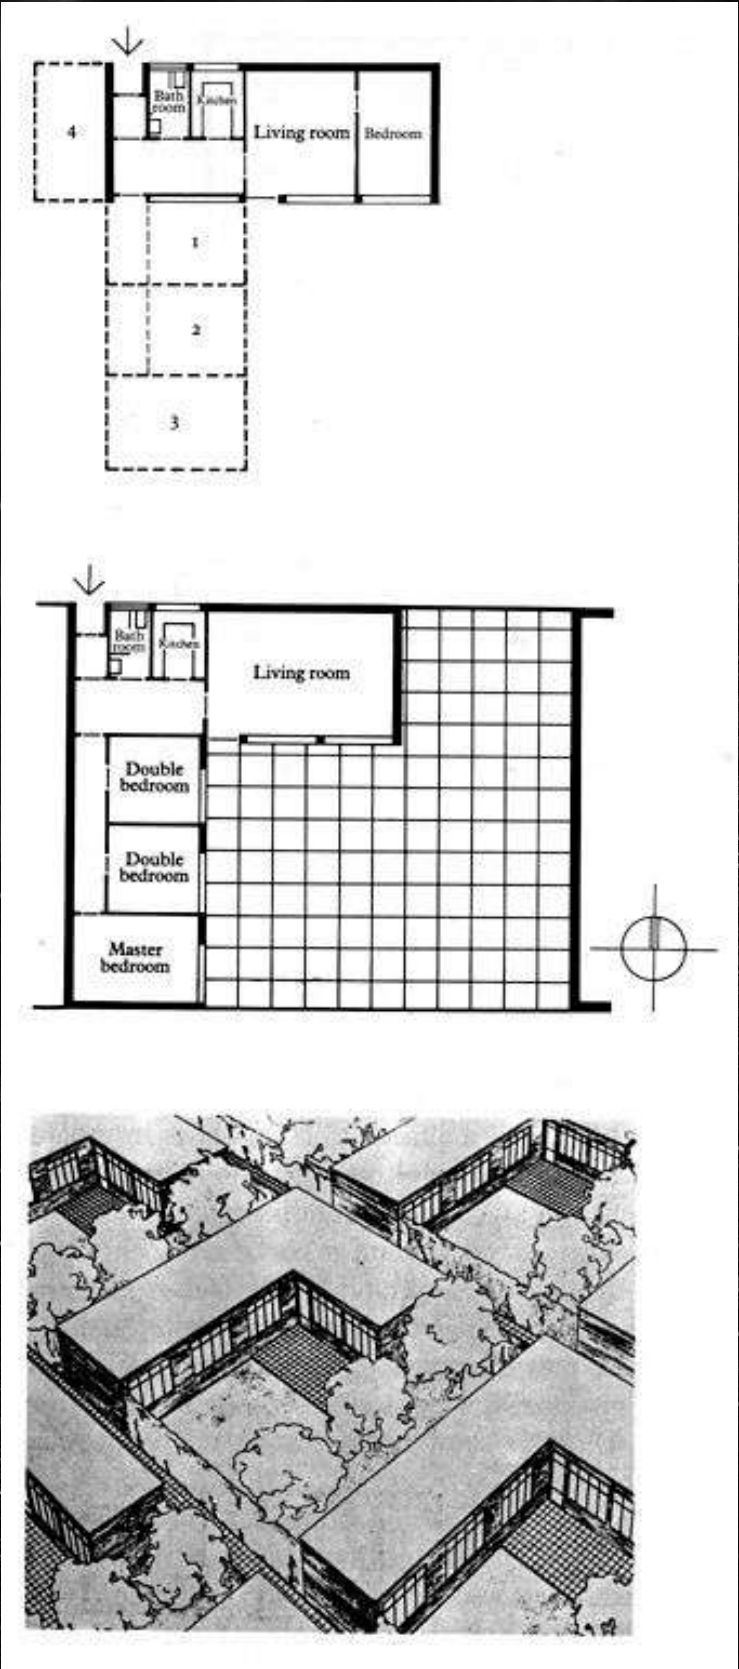 Bath
room
Kitchen
4
Living room
Bedroom
1
2
3
Bath
room
Kitchen
Living room
Double
bedroom
Double
bedroom
Master
bedroom